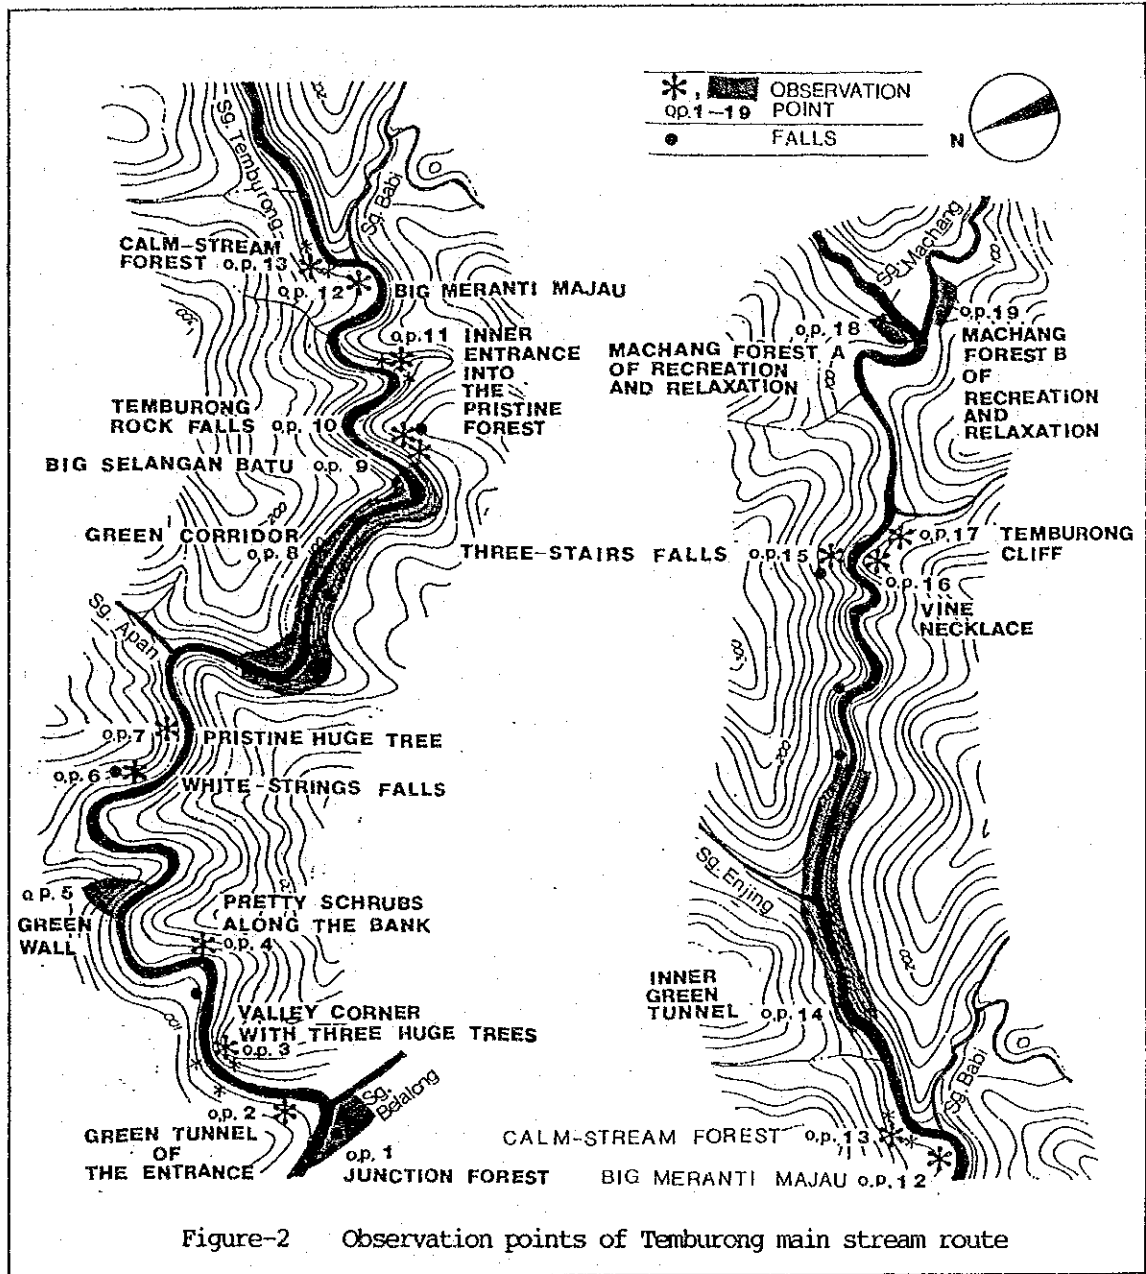 ✳, OBSERVATION
o.p.1—19 POINT
● FALLS
N
Sg. Temburong
Sg. Babi
CALM-STREAM
FOREST o.p.13
o.p.12 BIG MERANTI MAJAU
o.p.11 INNER
ENTRANCE
INTO
THE
PRISTINE
FOREST
TEMBURONG
ROCK FALLS o.p.10
BIG SELANGAN BATU o.p.9
200
GREEN CORRIDOR
o.p.8
Sg. Apan
o.p.7 PRISTINE HUGE TREE
o.p.6
WHITE-STRINGS FALLS
o.p.5
GREEN
WALL
PRETTY SCHRUBS
ALONG THE BANK
o.p.4
100
VALLEY CORNER
WITH THREE HUGE TREES
o.p.3
Sg.
Belalong
o.p.2
GREEN TUNNEL
OF
THE ENTRANCE
o.p.1
JUNCTION FOREST
Sg. Machang
200
o.p.18
o.p.19
MACHANG FOREST A
OF RECREATION
AND RELAXATION
MACHANG
FOREST B
OF
RECREATION
AND
RELAXATION
THREE-STAIRS FALLS o.p.15
o.p.17 TEMBURONG
CLIFF
o.p.16
VINE
NECKLACE
200
Sg. Enjing
200
INNER
GREEN
TUNNEL o.p.14
Sg. Babi
CALM-STREAM FOREST o.p.13
BIG MERANTI MAJAU o.p.12
Figure-2 Observation points of Temburong main stream route